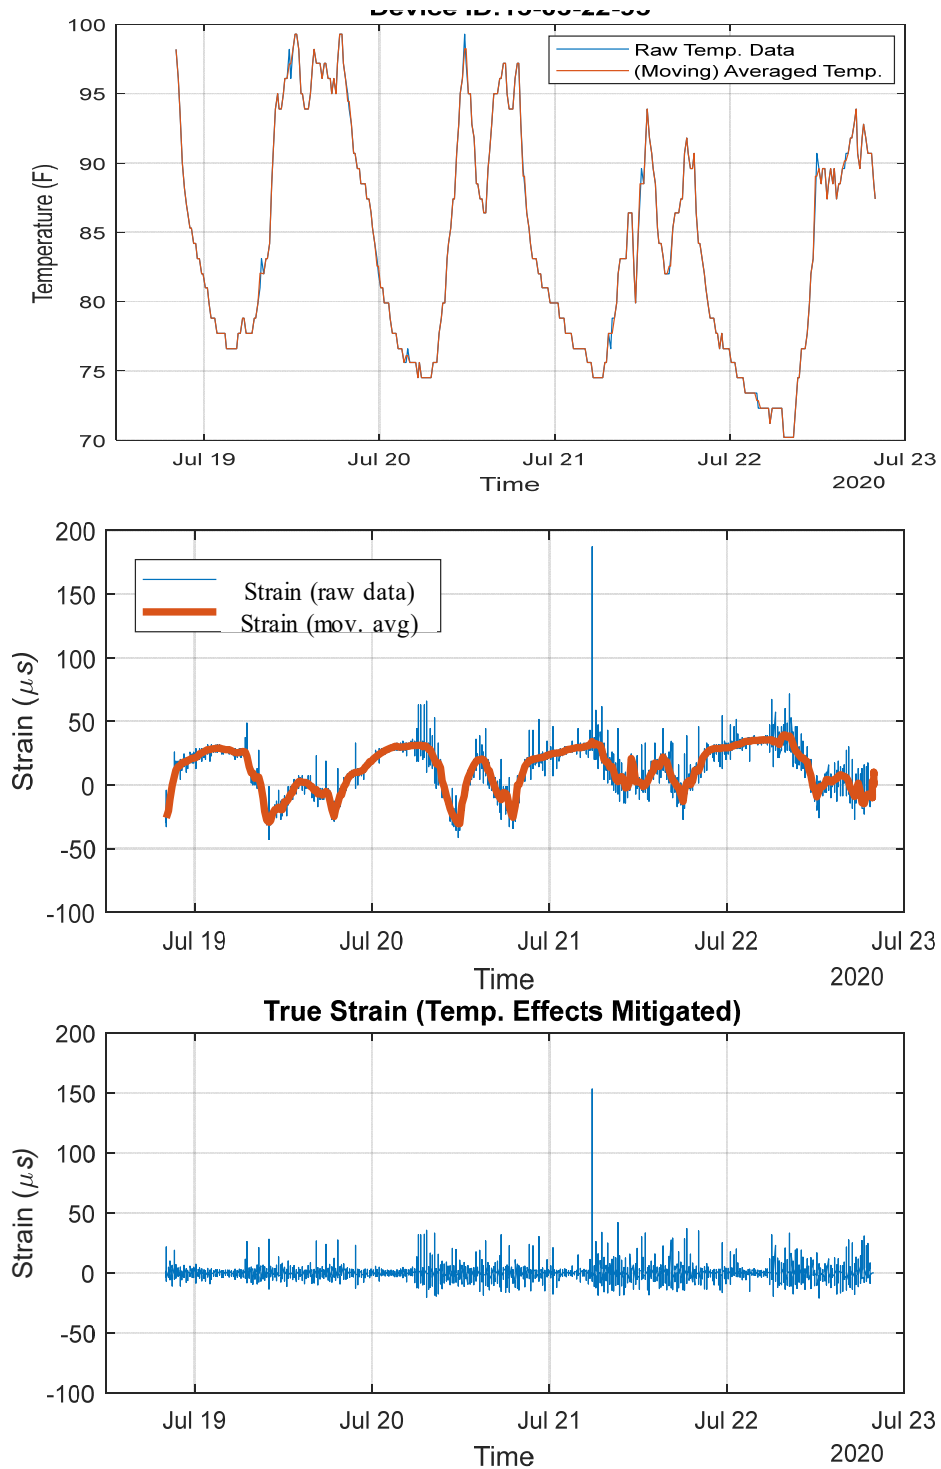 100
95
90
85
80
75
70
Temperature (F)
Raw Temp. Data
(Moving) Averaged Temp.
Jul 19
Jul 20
Jul 21
Jul 22
Jul 23
Time
2020
200
150
100
50
0
-50
-100
Strain (μs)
Strain (raw data)
Strain (mov. avg)
Jul 19
Jul 20
Jul 21
Jul 22
Jul 23
Time
2020
True Strain (Temp. Effects Mitigated)
200
150
100
50
0
-50
-100
Strain (μs)
Jul 19
Jul 20
Jul 21
Jul 22
Jul 23
Time
2020